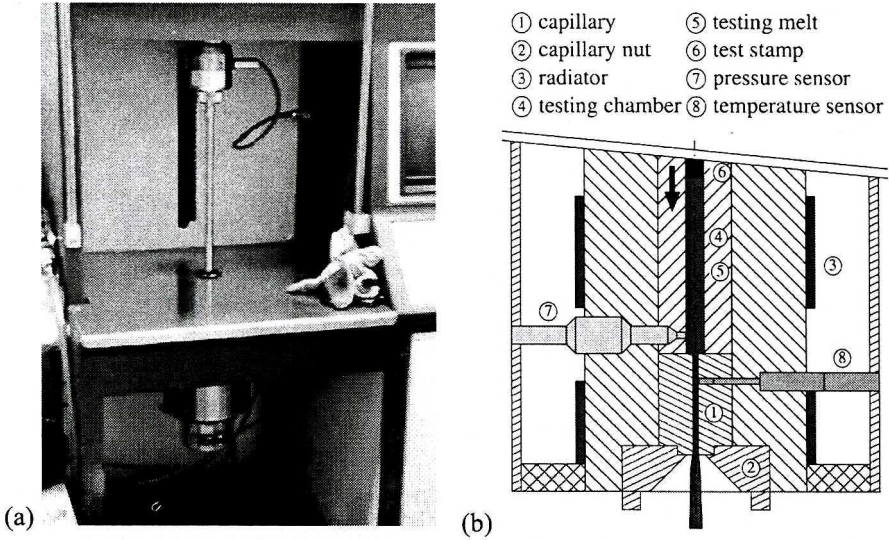 ① capillary ⑤ testing melt
② capillary nut ⑥ test stamp
③ radiator ⑦ pressure sensor
④ testing chamber ⑧ temperature sensor
⑥
④
⑤
③
⑦
⑧
①
②
(a)
(b)